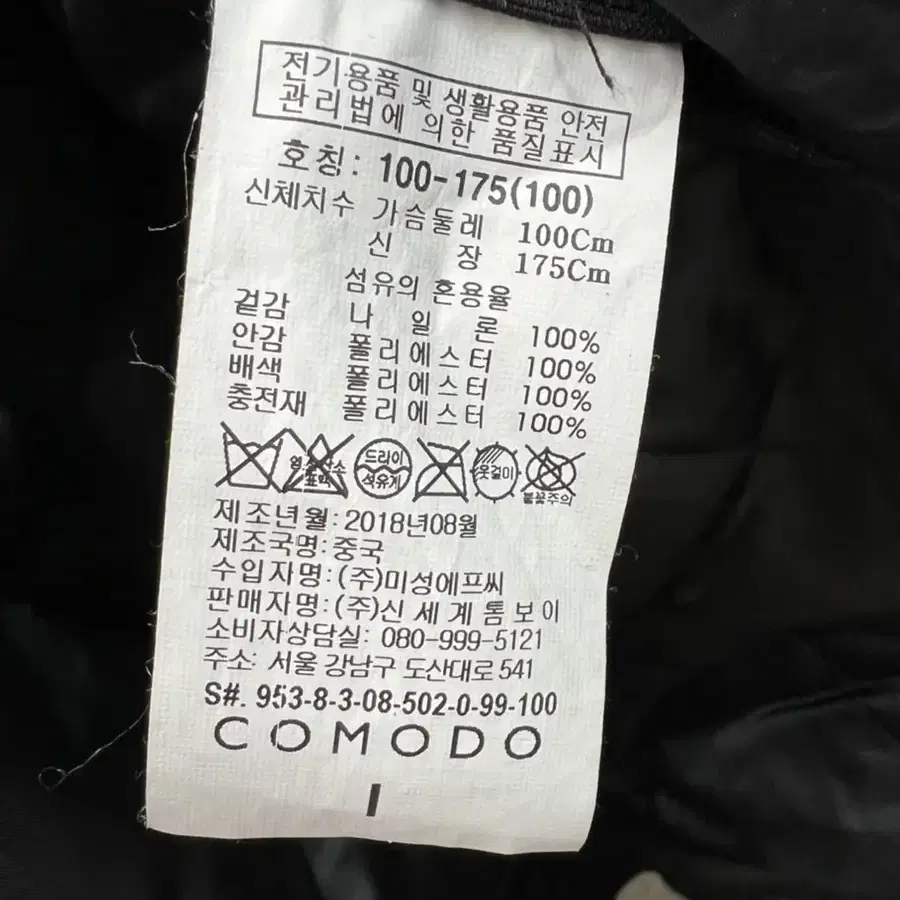 전기용품 및 생활용품 안전
관리법에 의한 품질표시
호칭: 100-175(100)
신체치수 가슴둘레 100Cm
신장 175Cm
섬유의 혼용율
겉감 나일론 100%
안감 폴리에스터 100%
배색 폴리에스터 100%
충전재 폴리에스터 100%
드라이
석유계
옷걸이
불꽃주의
제조년월: 2018년08월
제조국명: 중국
수입자명: (주)미성에프씨
판매자명: (주)신세계톰보이
소비자상담실: 080-999-5121
주소: 서울 강남구 도산대로 541
S#. 953-8-3-08-502-0-99-100
COMODO